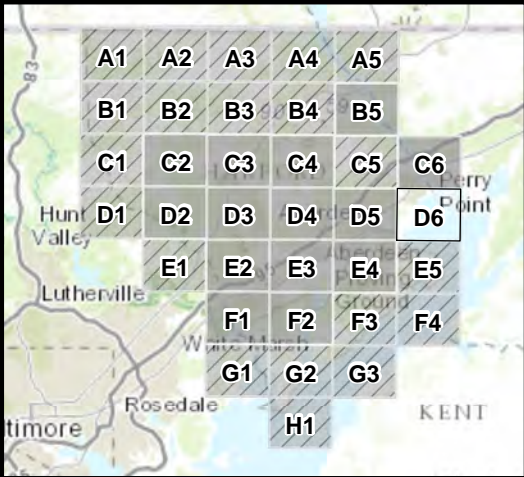 83
A1 A2 A3 A4 A5
B1 B2 B3 B4 B5
C1 C2 C3 C4 C5 C6
Perry
Point
Hunt
Valley
D1 D2 D3 D4 D5 D6
Aberdeen
Proving
Ground
E1 E2 E3 E4 E5
Lutherville
F1 F2 F3 F4
White Marsh
G1 G2 G3
Rosedale
KENT
timore
H1